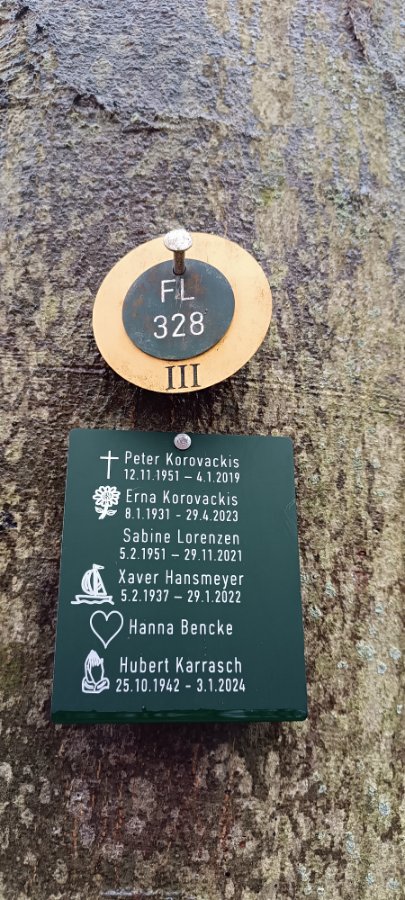 FL
328
III
Peter Korovackis
12.11.1951 – 4.1.2019
Erna Korovackis
8.1.1931 - 29.4.2023
Sabine Lorenzen
5.2.1951 – 29.11.2021
Xaver Hansmeyer
5.2.1937 – 29.1.2022
Hanna Bencke
Hubert Karrasch
25.10.1942 - 3.1.2024